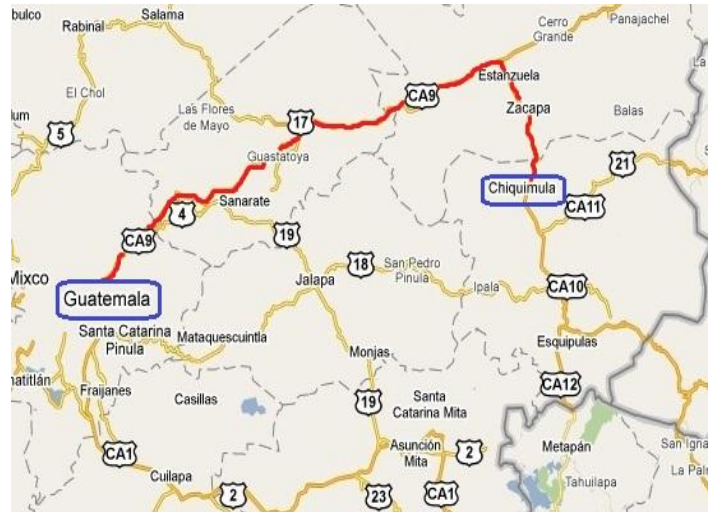 Rabinal
Salama
Cerro
Grande
Panajachel
El Chol
Las Flores
de Mayo
17
CA9
Estanzuela
Zacapa
Balas
5
Guastatoya
21
Chiquimula
Sanarate
4
CA11
CA9
19
18
San Pedro
Pinula
Mixco
Guatemala
Jalapa
Ipala
CA10
Santa Catarina
Pinula
Mataquescuintla
Esquipulas
Monjas
Fraijanes
Casillas
19
Santa
Catarina Mita
CA12
CA1
Asunción
Mita
2
Metapán
San Igna
La Pal
Cuilapa
2
23
CA1
Tahuilapa